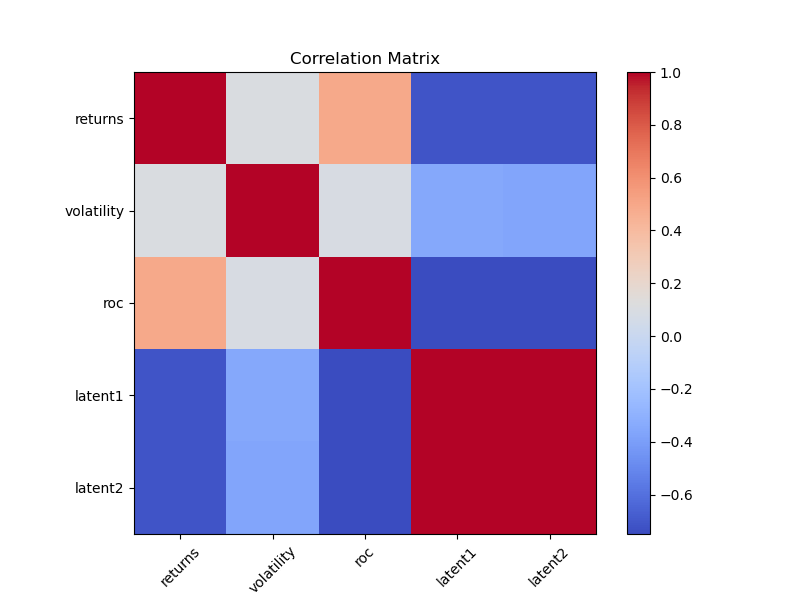 Correlation Matrix
returns
volatility
roc
latent1
latent2
returns
volatility
roc
latent1
latent2
1.0
0.8
0.6
0.4
0.2
0.0
−0.2
−0.4
−0.6